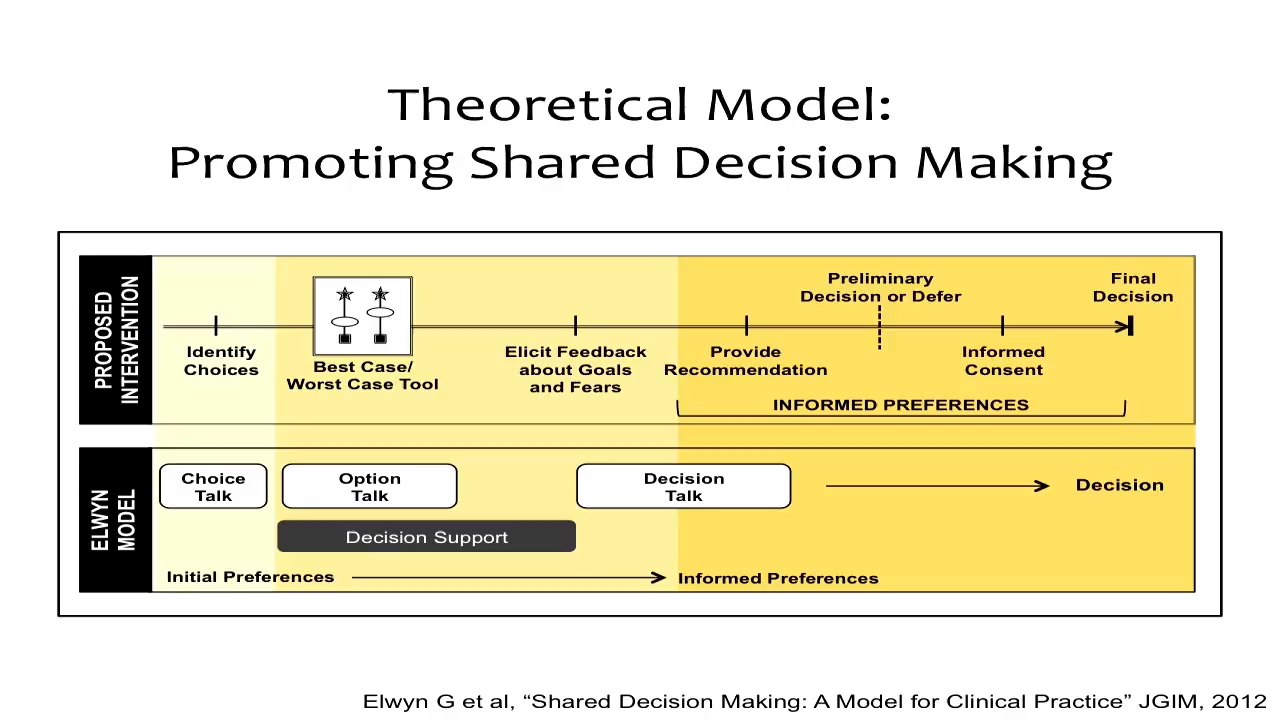 Theoretical Model:
Promoting Shared Decision Making
PROPOSED
INTERVENTION
Identify
Choices
Best Case/
Worst Case Tool
Elicit Feedback
about Goals
and Fears
Provide
Recommendation
Preliminary
Decision or Defer
Informed
Consent
Final
Decision
INFORMED PREFERENCES
ELWYN
MODEL
Choice
Talk
Option
Talk
Decision
Talk
Decision
Decision Support
Initial Preferences
Informed Preferences
Elwyn G et al, “Shared Decision Making: A Model for Clinical Practice” JGIM, 2012